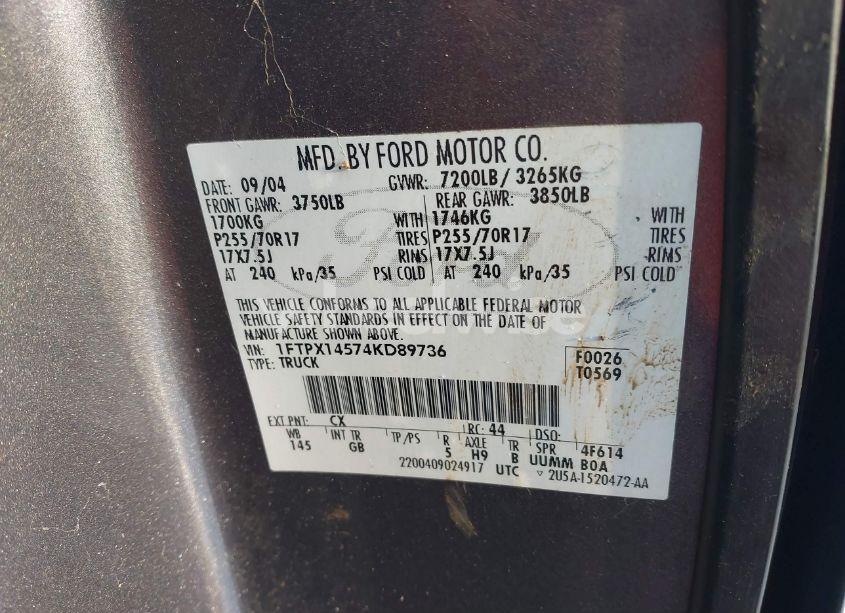 MFD. BY FORD MOTOR CO.
DATE: 09/04 GVWR: 7200LB/ 3265KG
FRONT GAWR: 3750LB REAR GAWR: 3850LB
1700KG WITH 1746KG WITH
P255/70R17 TIRES P255/70R17 TIRES
17X7.5J RIMS 17X7.5J RIMS
AT 240 kPa/35 PSI COLD AT 240 kPa/35 PSI COLD
THIS VEHICLE CONFORMS TO ALL APPLICABLE FEDERAL MOTOR
VEHICLE SAFETY STANDARDS IN EFFECT ON THE DATE OF
MANUFACTURE SHOWN ABOVE.
VIN: 1FTPX14574KD89736 F0026
TYPE: TRUCK T0569
EXT PNT: CX RC: 44 DSO:
WB INT TR TP/PS R AXLE TR SPR 4F614
145 GB 5 H9 B UUMM BOA
2200409024917 UTC ▽ 2U5A-1520472-AA
Ford